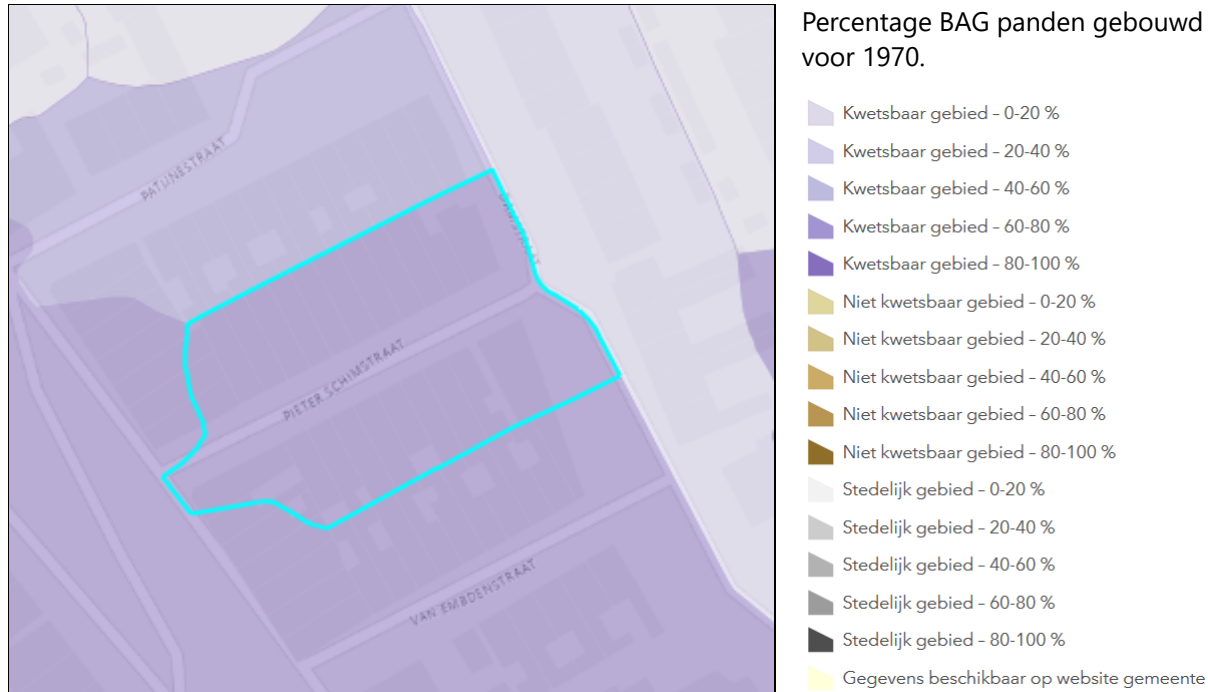 Percentage BAG panden gebouwd
voor 1970.
Kwetsbaar gebied – 0-20 %
Kwetsbaar gebied – 20-40 %
Kwetsbaar gebied – 40-60 %
Kwetsbaar gebied – 60-80 %
Kwetsbaar gebied – 80-100 %
Niet kwetsbaar gebied – 0-20 %
Niet kwetsbaar gebied – 20-40 %
Niet kwetsbaar gebied – 40-60 %
Niet kwetsbaar gebied – 60-80 %
Niet kwetsbaar gebied – 80-100 %
Stedelijk gebied – 0-20 %
Stedelijk gebied – 20-40 %
Stedelijk gebied – 40-60 %
Stedelijk gebied – 60-80 %
Stedelijk gebied – 80-100 %
Gegevens beschikbaar op website gemeente
PATIJNESTRAAT
PIETER SCHIMSTRAAT
VAN EMBDENSTRAAT